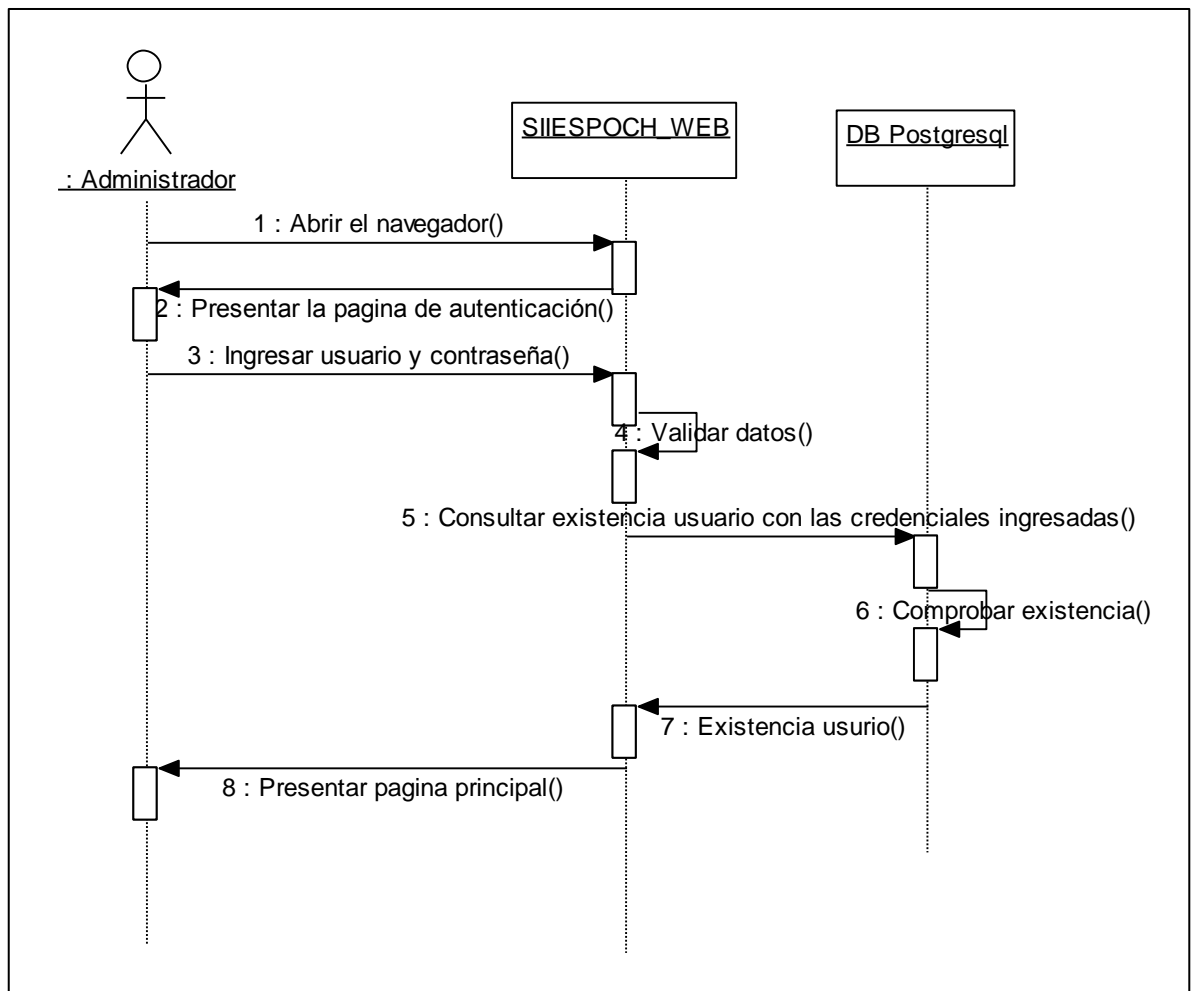 SIIESPOCH_WEB
DB Postgresql
: Administrador
1 : Abrir el navegador()
2 : Presentar la pagina de autenticación()
3 : Ingresar usuario y contraseña()
4 : Validar datos()
5 : Consultar existencia usuario con las credenciales ingresadas()
6 : Comprobar existencia()
7 : Existencia usurio()
8 : Presentar pagina principal()